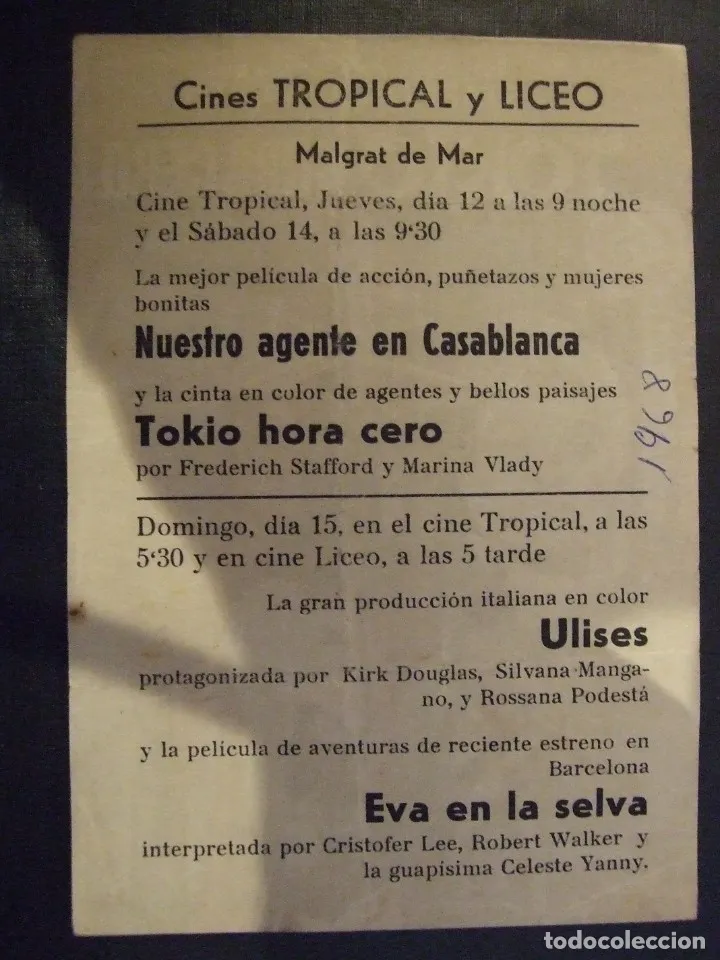 Cines TROPICAL y LICEO
Malgrat de Mar
Cine Tropical, Jueves, día 12 a las 9 noche
y el Sábado 14, a las 9‘30
La mejor película de acción, puñetazos y mujeres
bonitas
Nuestro agente en Casablanca
y la cinta en color de agentes y bellos paisajes
Tokio hora cero
por Frederich Stafford y Marina Vlady
1968
Domingo, día 15, en el cine Tropical, a las
5‘30 y en cine Liceo, a las 5 tarde
La gran producción italiana en color
Ulises
protagonizada por Kirk Douglas, Silvana Manga-
no, y Rossana Podestá
y la película de aventuras de reciente estreno en
Barcelona
Eva en la selva
interpretada por Cristofer Lee, Robert Walker y
la guapísima Celeste Yanny.
todocoleccion